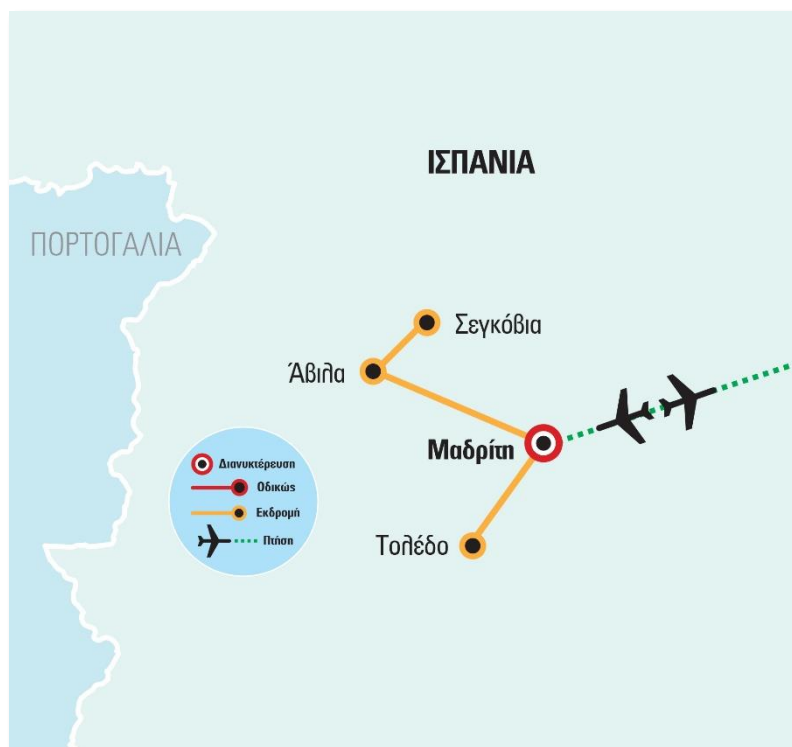 ΙΣΠΑΝΙΑ
ΠΟΡΤΟΓΑΛΙΑ
Σεγκόβια
Άβιλα
Μαδρίτη
Τολέδο
Διανυκτέρευση
Οδικώς
Εκδρομή
Πτήση